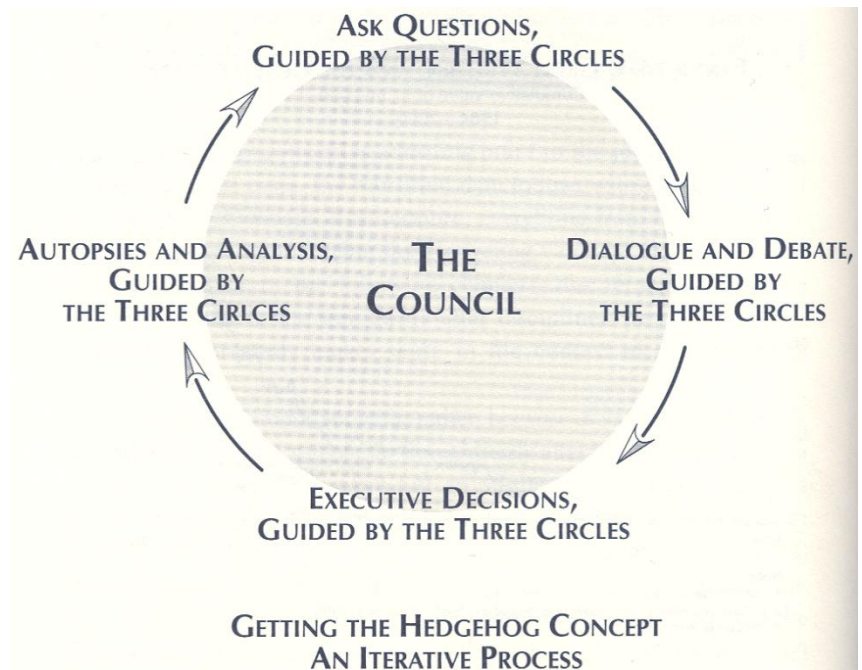 ASK QUESTIONS,
GUIDED BY THE THREE CIRCLES
AUTOPSIES AND ANALYSIS,
GUIDED BY
THE THREE CIRLCES
THE
COUNCIL
DIALOGUE AND DEBATE,
GUIDED BY
THE THREE CIRCLES
EXECUTIVE DECISIONS,
GUIDED BY THE THREE CIRCLES
GETTING THE HEDGEHOG CONCEPT
AN ITERATIVE PROCESS